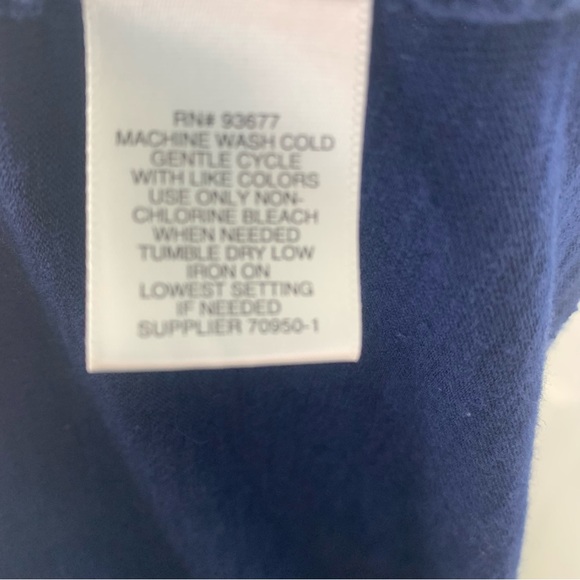 RN# 93677
MACHINE WASH COLD
GENTLE CYCLE
WITH LIKE COLORS
USE ONLY NON-
CHLORINE BLEACH
WHEN NEEDED
TUMBLE DRY LOW
IRON ON
LOWEST SETTING
IF NEEDED
SUPPLIER 70950-1